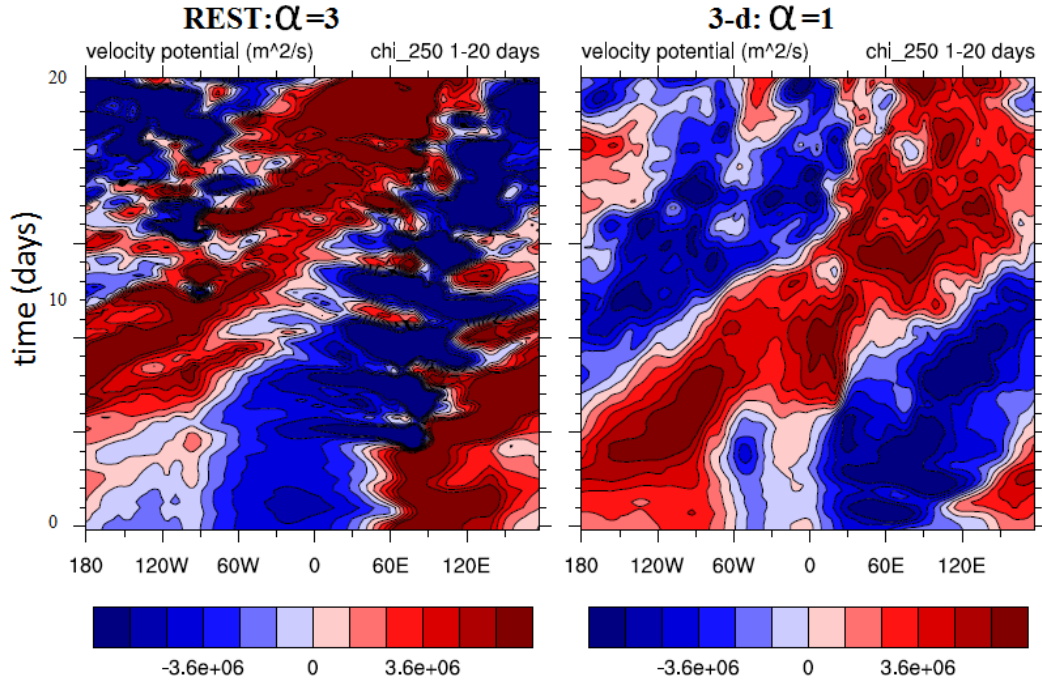 REST: α=3
3-d: α=1
velocity potential (m^2/s) chi_250 1-20 days
velocity potential (m^2/s) chi_250 1-20 days
20
10
0
time (days)
180 120W 60W 0 60E 120E
180 120W 60W 0 60E 120E
-3.6e+06 0 3.6e+06
-3.6e+06 0 3.6e+06